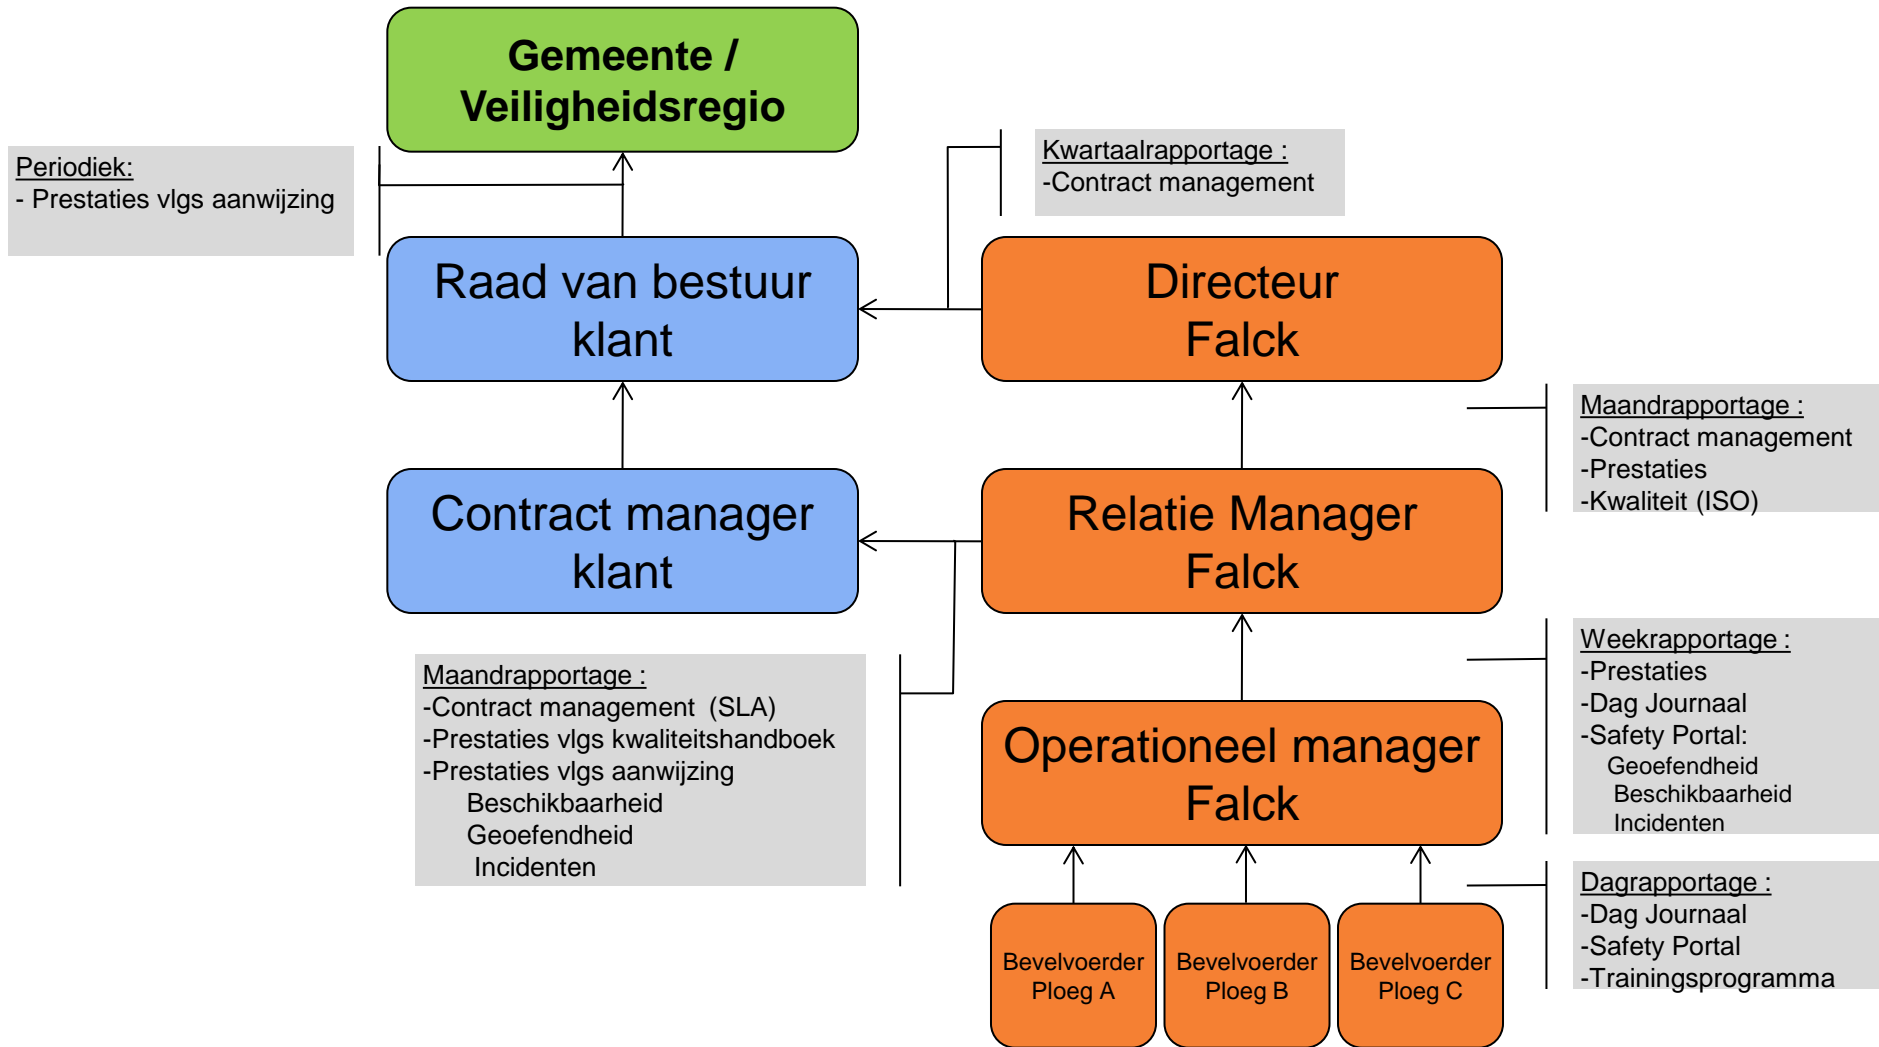 Gemeente /
Veiligheidsregio
Periodiek:
- Prestaties vlgs aanwijzing
Kwartaalrapportage :
-Contract management
Raad van bestuur
klant
Directeur
Falck
Maandrapportage :
-Contract management
-Prestaties
-Kwaliteit (ISO)
Contract manager
klant
Relatie Manager
Falck
Maandrapportage :
-Contract management  (SLA)
-Prestaties vlgs kwaliteitshandboek
-Prestaties vlgs aanwijzing
Beschikbaarheid
Geoefendheid
Incidenten
Weekrapportage :
-Prestaties
-Dag Journaal
-Safety Portal:
Geoefendheid
Beschikbaarheid
Incidenten
Operationeel manager
Falck
Dagrapportage :
-Dag Journaal
-Safety Portal
-Trainingsprogramma
Bevelvoerder
Ploeg A
Bevelvoerder
Ploeg B
Bevelvoerder
Ploeg C